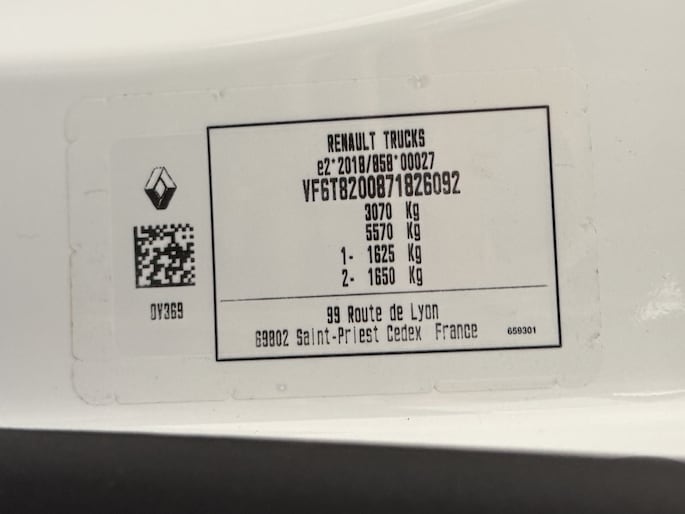 RENAULT TRUCKS
e2*2018/858*00027
VF6T8200871826092
3070 Kg
5570 Kg
1- 1625 Kg
2- 1650 Kg
0V369
99 Route de Lyon
69802 Saint-Priest Cedex France
659301